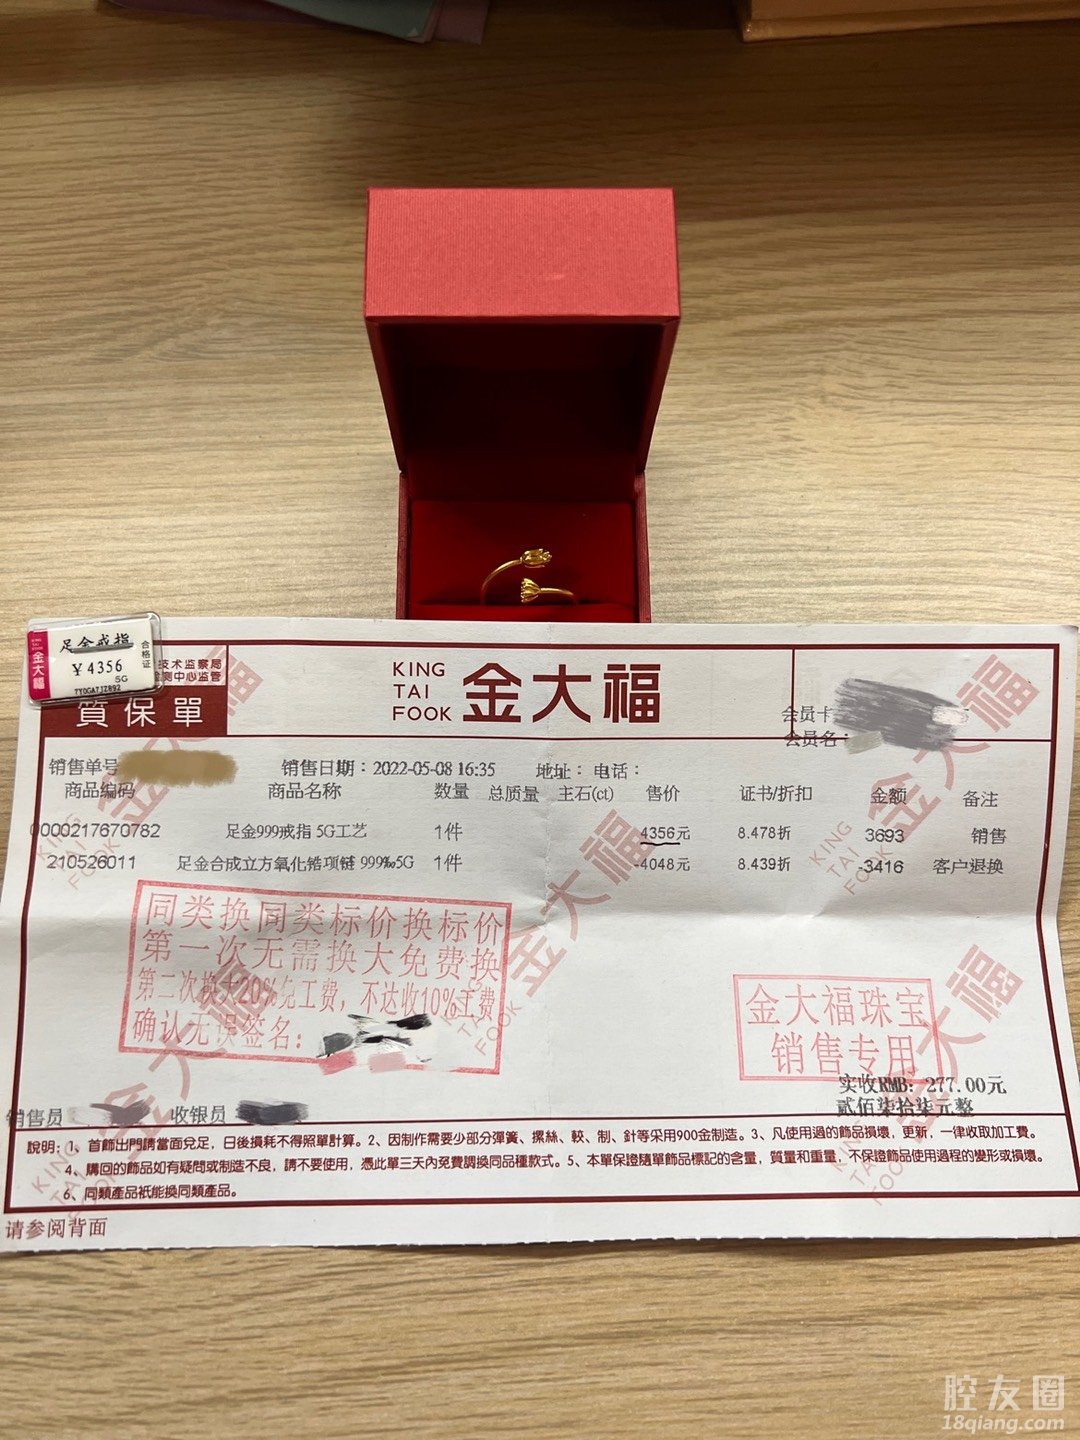 足金戒指
KING TAI FOOK
金大福
¥4356
5G
7Y0GA7JZ892
合格证
技术监察局
检测中心监管
質保單
KING
TAI
FOOK
金大福
会员卡
会员名：
销售单号
销售日期：2022-05-08 16:35
地址： 电话：
商品编码 商品名称 数量 总质量 主石(ct) 售价 证书/折扣 金额 备注
0000217670782 足金999戒指 5G工艺 1件 4356元 8.478折 3693 销售
210526011 足金合成立方氧化锆项链 999‰5G 1件 -4048元 8.439折 -3416 客户退换
同类换同类标价换标价
第一次无需换大免费换
第二次换大20%免工费，不达收10%工费
确认无误签名：
金大福珠宝
销售专用
实收RMB: 277.00元
贰佰柒拾柒元整
销售员
收银员
說明：1、首飾出門請當面兌足，日後損耗不得照單計算。2、因制作需要少部分彈簧、摞絲、較、制、針等采用900金制造。3、凡使用過的飾品損壞，更新，一律收取加工費。
4、購回的飾品如有疑問或制造不良，請不要使用，憑此單三天內免費調換同品種款式。5、本單保證隨單飾品標記的含量，質量和重量，不保證飾品使用過程的變形或損壞。
6、同類產品衹能換同類產品。
请参阅背面
腔友圈
18qiang.com